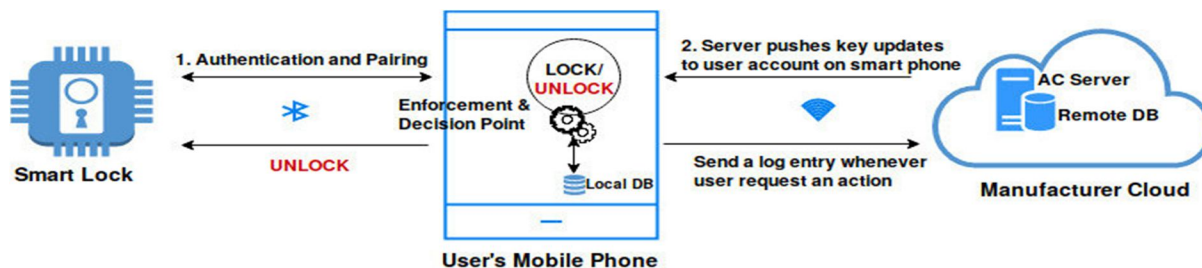 1. Authentication and Pairing
UNLOCK
Smart Lock
LOCK/
UNLOCK
Enforcement &
Decision Point
Local DB
User's Mobile Phone
2. Server pushes key updates
to user account on smart phone
Send a log entry whenever
user request an action
AC Server
Remote DB
Manufacturer Cloud